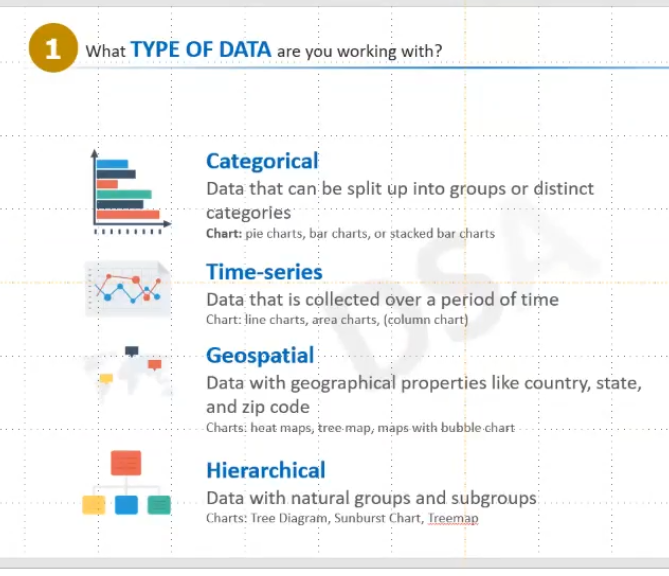 1
What TYPE OF DATA are you working with?
Categorical
Data that can be split up into groups or distinct
categories
Chart: pie charts, bar charts, or stacked bar charts
Time-series
Data that is collected over a period of time
Chart: line charts, area charts, (column chart)
Geospatial
Data with geographical properties like country, state,
and zip code
Charts: heat maps, tree map, maps with bubble chart
Hierarchical
Data with natural groups and subgroups
Charts: Tree Diagram, Sunburst Chart, Treemap
DSA